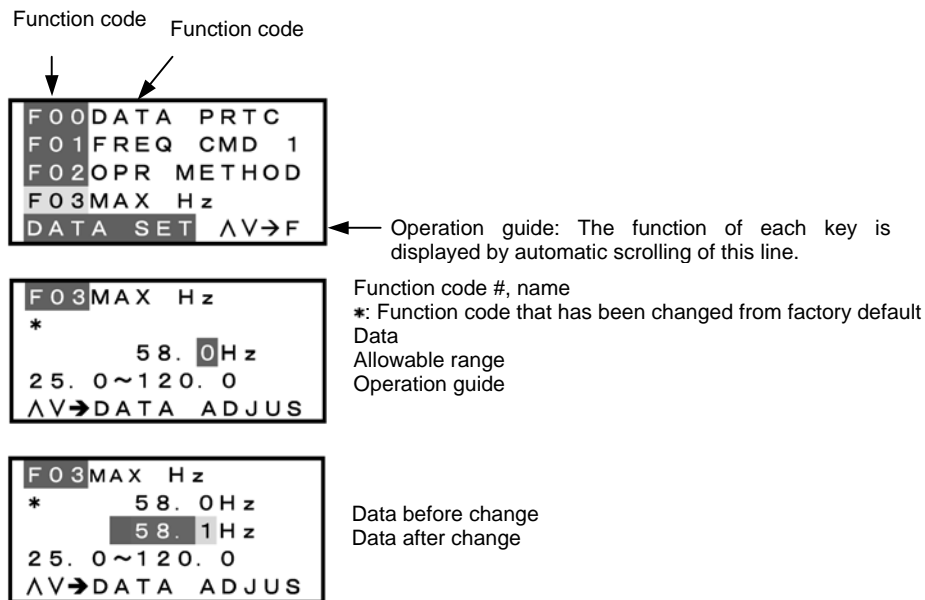 Function code
Function code
F00DATA PRTC
F01FREQ CMD 1
F02OPR METHOD
F03MAX Hz
DATA SET ∧∨→F
Operation guide: The function of each key is
displayed by automatic scrolling of this line.
F03MAX Hz
*
58.0Hz
25.0~120.0
∧∨→DATA ADJUS
Function code #, name
*: Function code that has been changed from factory default
Data
Allowable range
Operation guide
F03MAX Hz
* 58.0Hz
58.1Hz
25.0~120.0
∧∨→DATA ADJUS
Data before change
Data after change